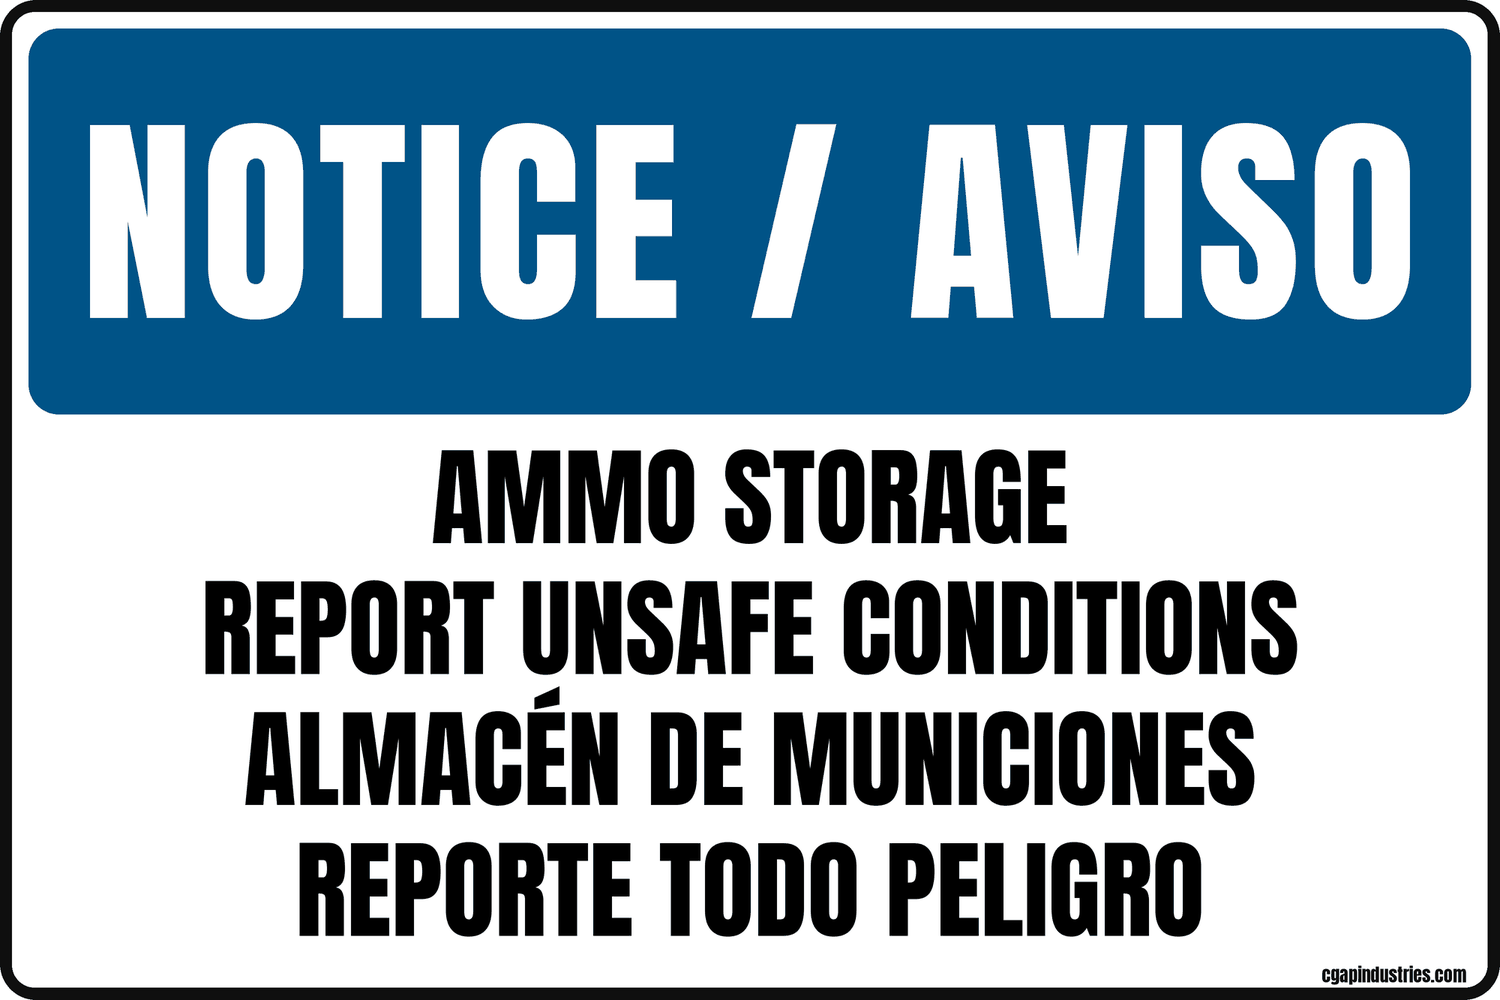 NOTICE / AVISO
AMMO STORAGE
REPORT UNSAFE CONDITIONS
ALMACÉN DE MUNICIONES
REPORTE TODO PELIGRO
cgapindustries.com